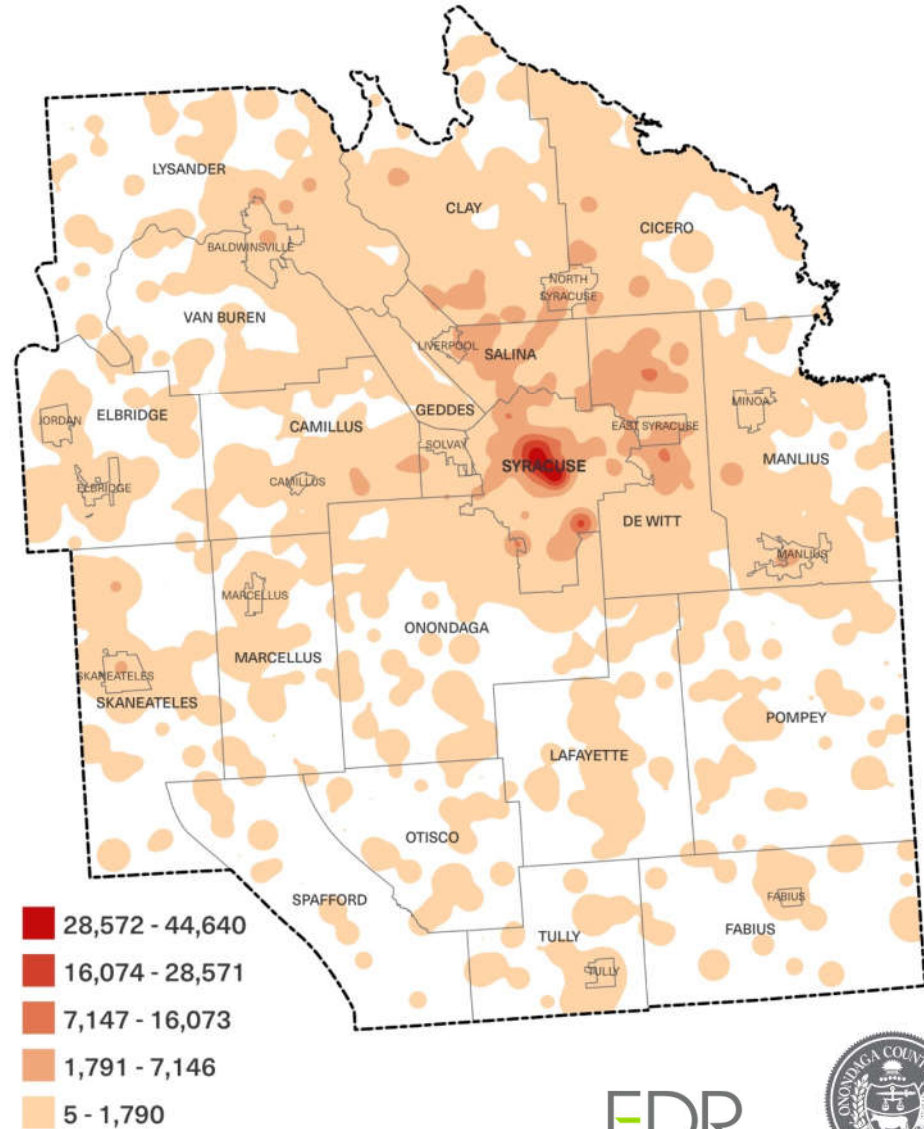 LYSANDER
CLAY
CICERO
BALDWINSVILLE
NORTH
SYRACUSE
VAN BUREN
LIVERPOOL
SALINA
JORDAN
ELBRIDGE
CAMILLUS
GEDDES
MINOA
EAST SYRACUSE
SOLVAY
SYRACUSE
MANLIUS
ELBRIDGE
CAMILLUS
DE WITT
MANLIUS
MARCELLUS
ONONDAGA
MARCELLUS
SKANEATELES
SKANEATELES
POMPEY
LAFAYETTE
OTISCO
SPAFFORD
FABIUS
FABIUS
TULLY
TULLY
28,572 - 44,640
16,074 - 28,571
7,147 - 16,073
1,791 - 7,146
5 - 1,790
EDR
ONONDAGA COUN